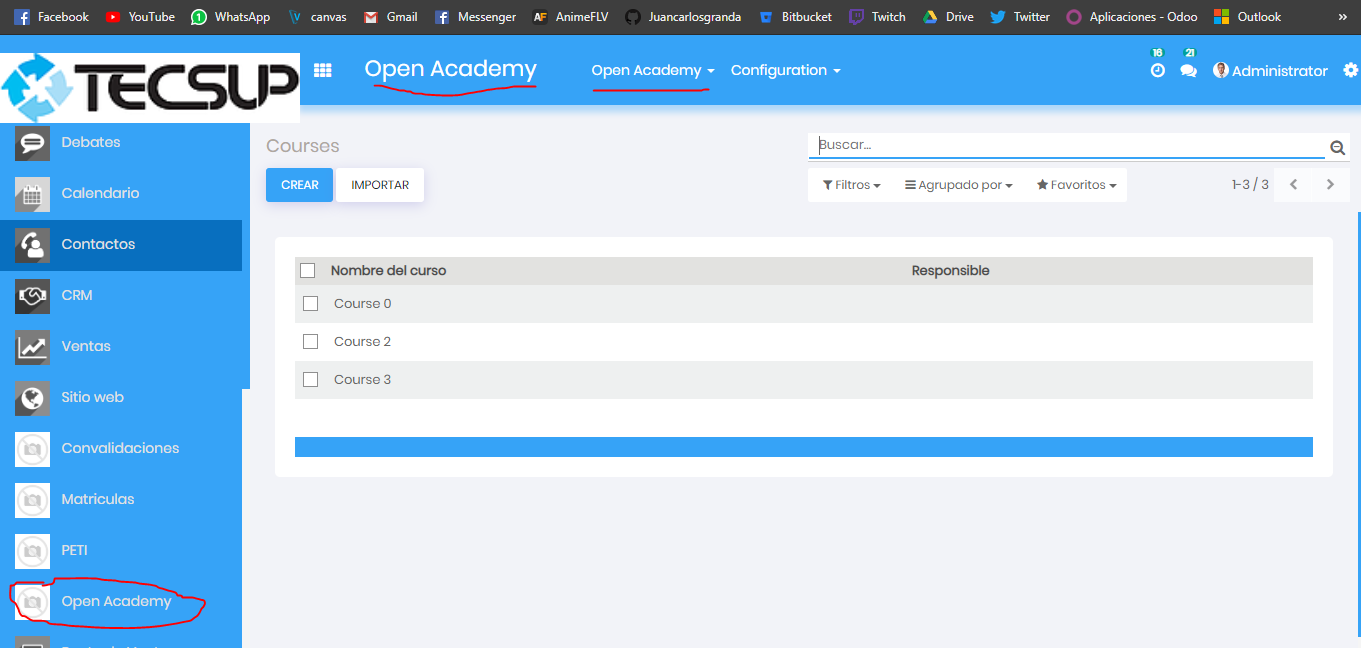 Facebook YouTube WhatsApp canvas Gmail Messenger AF AnimeFLV Juancarlosgranda Bitbucket Twitch Drive Twitter Aplicaciones - Odoo Outlook »
TECSUP Open Academy Open Academy Configuration 16 21 Administrator
Debates
Calendario
Contactos
CRM
Ventas
Sitio web
Convalidaciones
Matriculas
PETI
Open Academy
Courses
Buscar...
CREAR IMPORTAR
Filtros Agrupado por Favoritos 1-3 / 3
Nombre del curso Responsible
Course 0
Course 2
Course 3